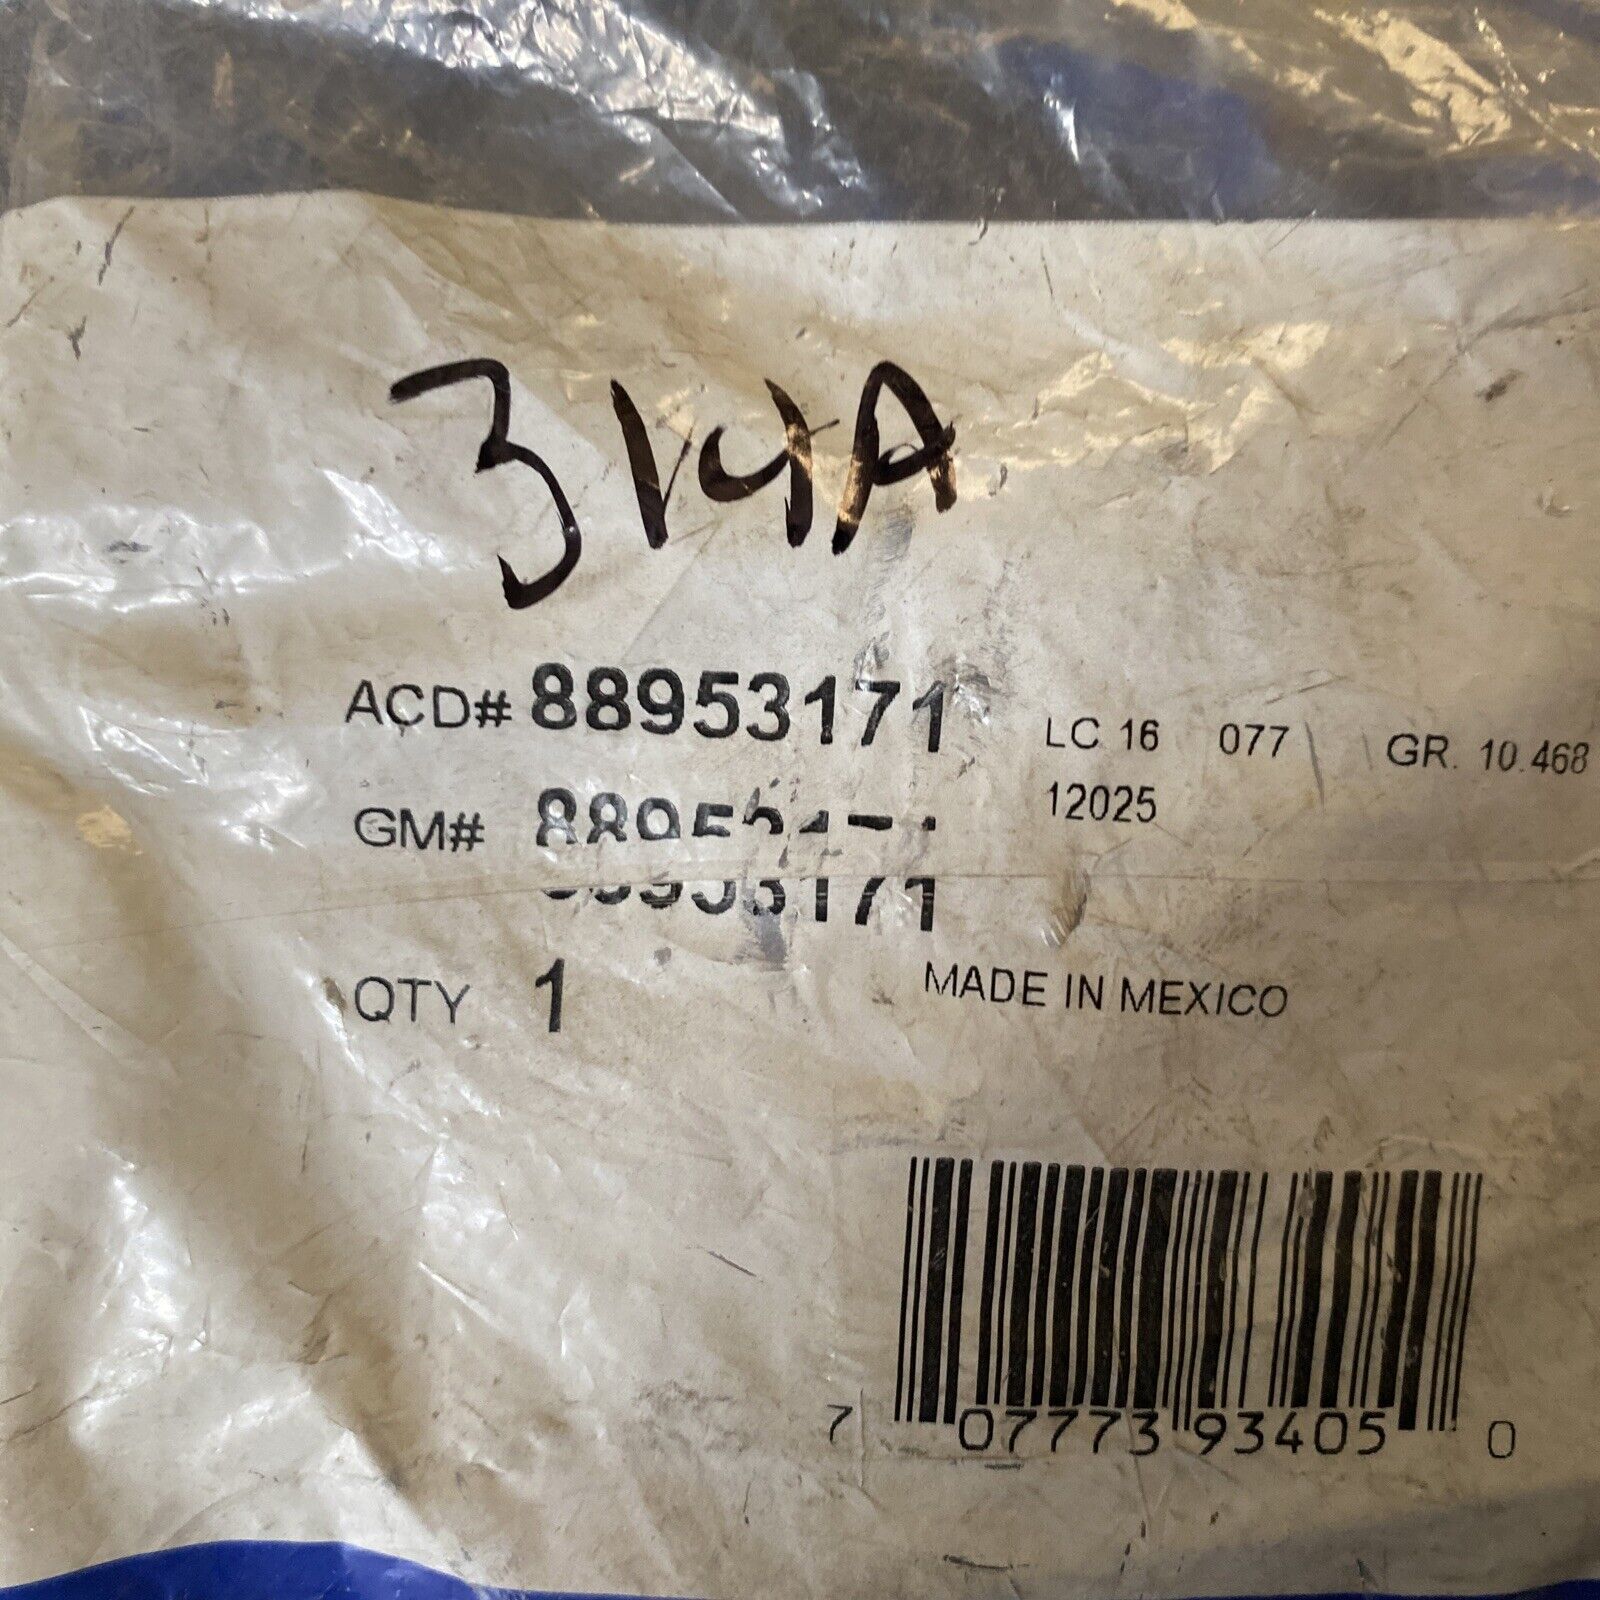 314A
ACD# 88953171 LC 16 077 GR. 10.468
12025
GM# 88953171
QTY 1 MADE IN MEXICO
7 07773 93405 0